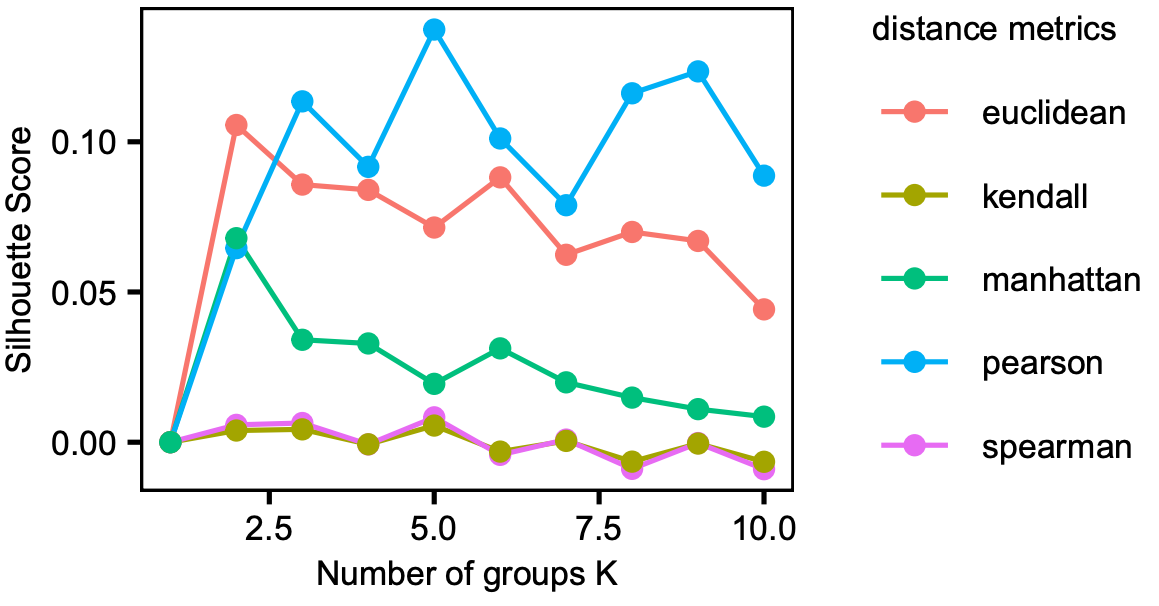 distance metrics
euclidean
kendall
manhattan
pearson
spearman
Silhouette Score
0.10
0.05
0.00
2.5 5.0 7.5 10.0
Number of groups K